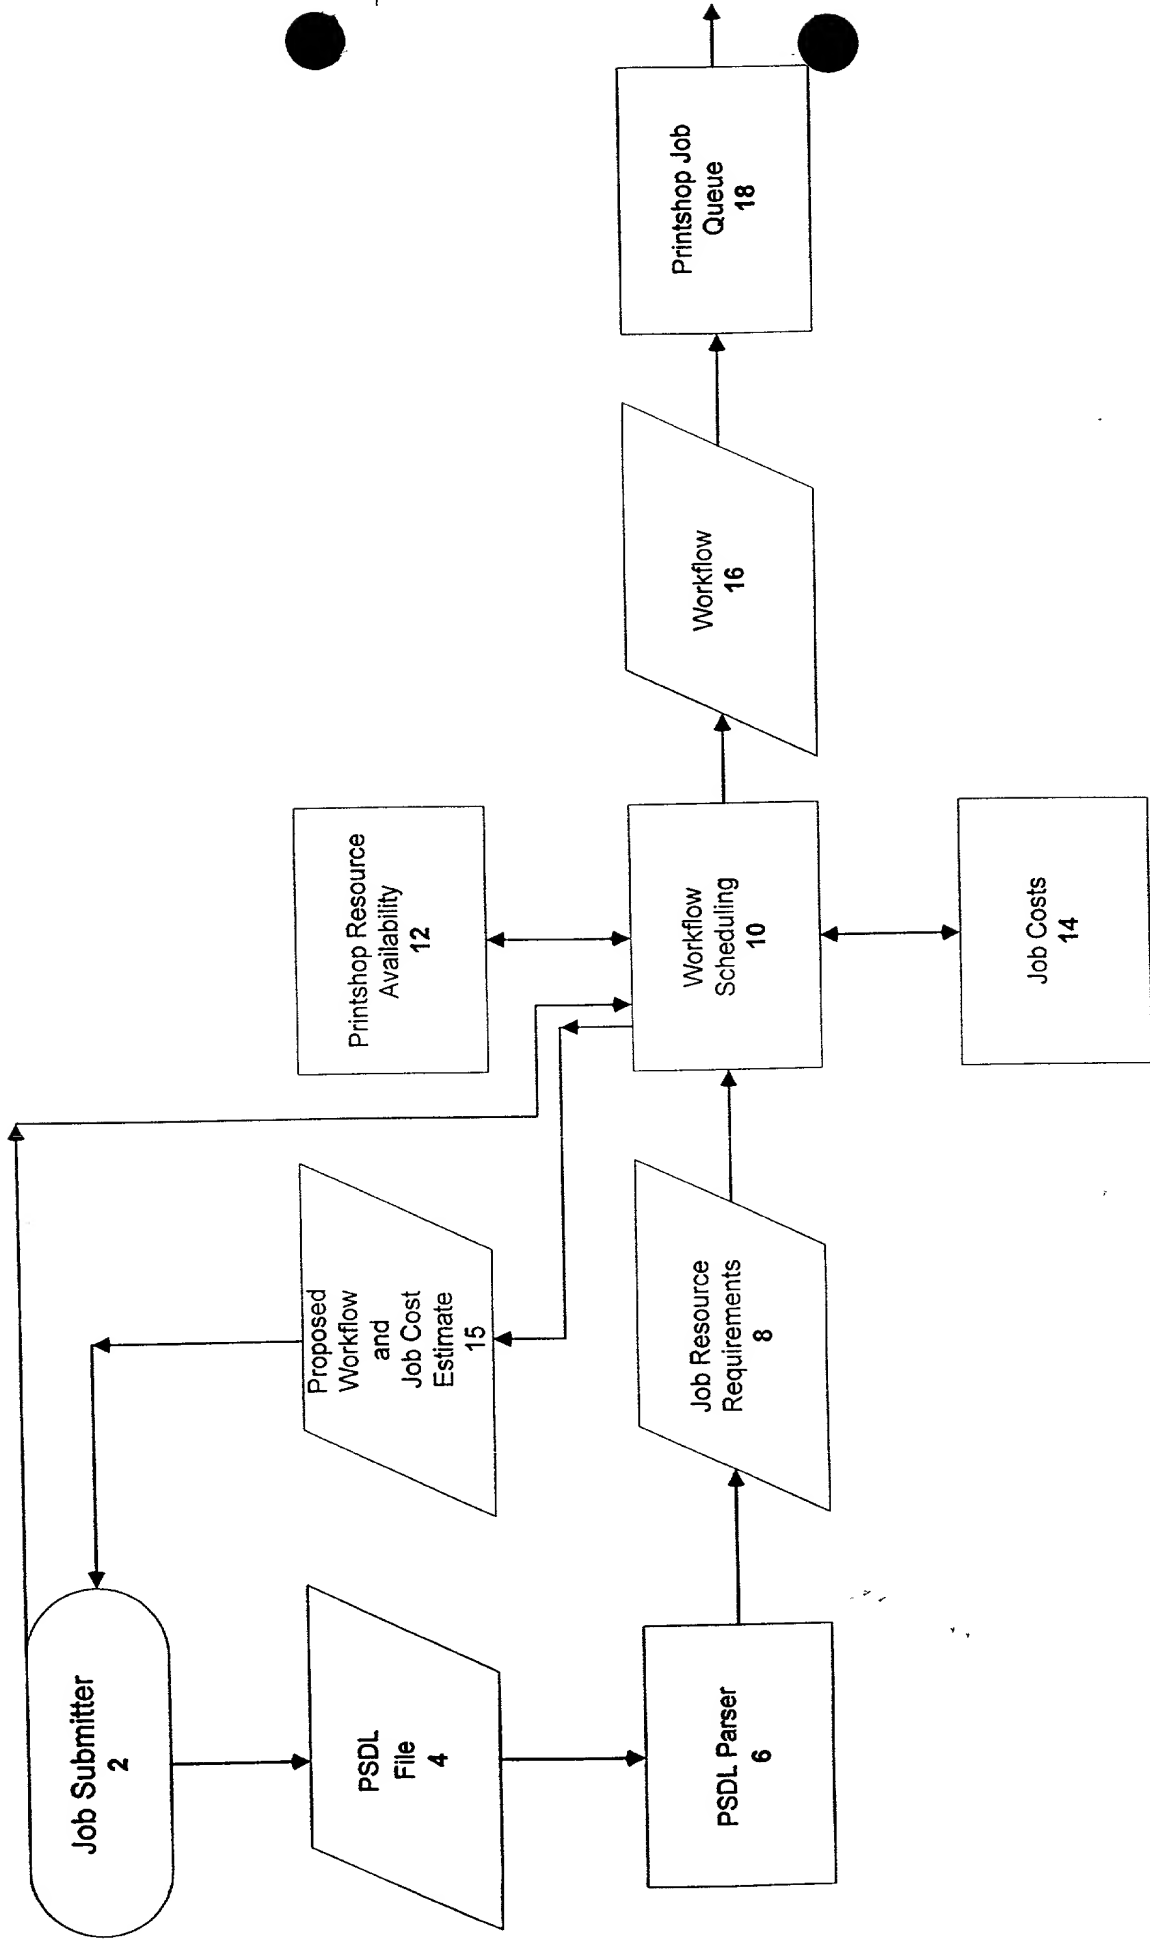 Job Submitter
2
PSDL
File
4
PSDL Parser
6
Proposed
Workflow
and
Job Cost
Estimate
15
Job Resource
Requirements
8
Printshop Resource
Availability
12
Workflow
Scheduling
10
Job Costs
14
Workflow
16
Printshop Job
Queue
18